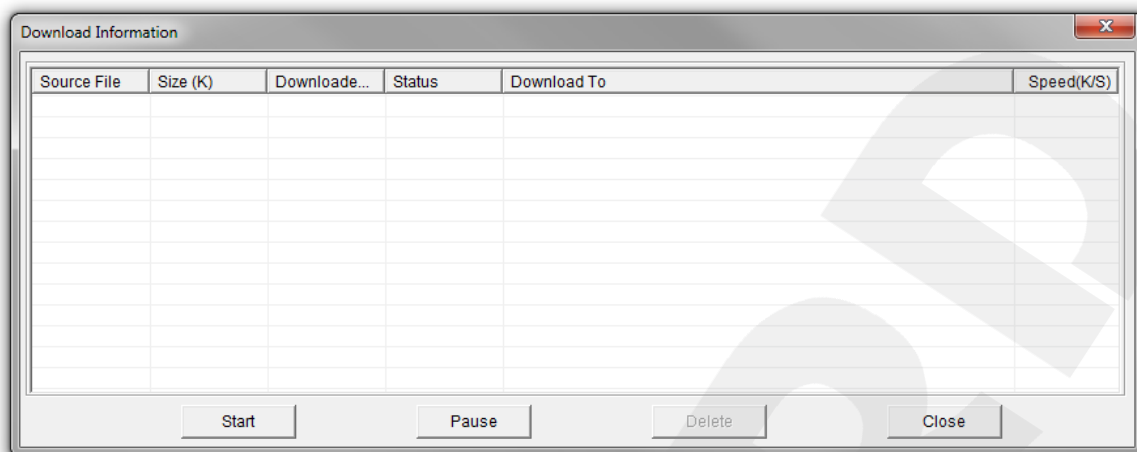 Download Information
Source File Size (K) Downloade... Status Download To Speed(K/S)
Start Pause Delete Close